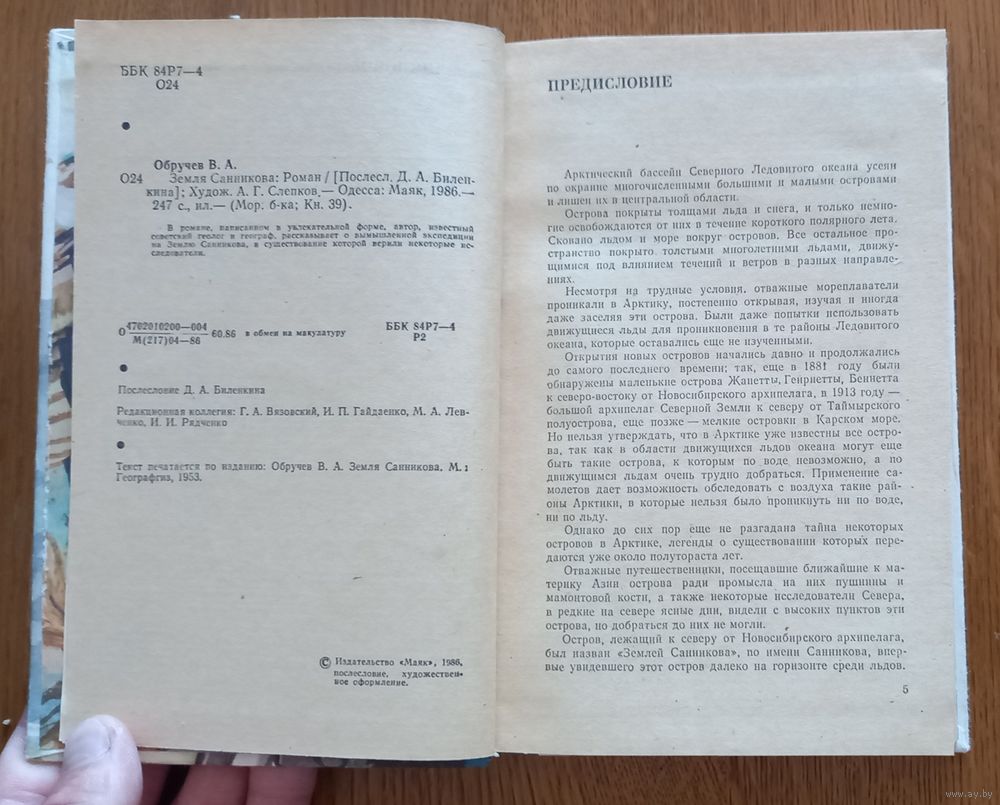 ББК 84Р7—4
О24
Обручев В. А.
О24 Земля Санникова: Роман / [Послесл. Д. А. Билен-
кина]; Худож. А. Г. Слепков.— Одесса: Маяк, 1986.—
247 с., ил.— (Мор. б-ка; Кн. 39).
В романе, написанном в увлекательной форме, автор, известный
советский геолог и географ, рассказывает о вымышленной экспедиции
на Землю Санникова, в существование которой верили некоторые ис-
следователи.
О 4702010200—004 60.86 в обмен на макулатуру ББК 84Р7—4
М(217)04—86 Р2
Послесловие Д. А. Биленкина
Редакционная коллегия: Г. А. Вязовский, И. П. Гайдаенко, М. А. Лев-
ченко, И. И. Рядченко
Текст печатается по изданию: Обручев В. А. Земля Санникова. М.:
Географгиз, 1953.
© Издательство «Маяк», 1986,
послесловие, художествен-
ное оформление.
ПРЕДИСЛОВИЕ
Арктический бассейн Северного Ледовитого океана усеян
по окраине многочисленными большими и малыми островами
и лишен их в центральной области.
Острова покрыты толщами льда и снега, и только немно-
гие освобождаются от них в течение короткого полярного лета.
Сковано льдом и море вокруг островов. Все остальное про-
странство покрыто толстыми многолетними льдами, движу-
щимися под влиянием течений и ветров в разных направле-
ниях.
Несмотря на трудные условия, отважные мореплаватели
проникали в Арктику, постепенно открывая, изучая и иногда
даже заселяя эти острова. Были даже попытки использовать
движущиеся льды для проникновения в те районы Ледовитого
океана, которые оставались еще не изученными.
Открытия новых островов начались давно и продолжались
до самого последнего времени; так, еще в 1881 году были
обнаружены маленькие острова Жанетты, Генриетты, Беннетта
к северо-востоку от Новосибирского архипелага, в 1913 году —
большой архипелаг Северной Земли к северу от Таймырского
полуострова, еще позже — мелкие островки в Карском море.
Но нельзя утверждать, что в Арктике уже известны все остро-
ва, так как в области движущихся льдов океана могут еще
быть такие острова, к которым по воде невозможно, а по
движущимся льдам очень трудно добраться. Применение са-
молетов дает возможность обследовать с воздуха такие рай-
оны Арктики, в которые нельзя было проникнуть ни по воде,
ни по льду.
Однако до сих пор еще не разгадана тайна некоторых
островов в Арктике, легенды о существовании которых пере-
даются уже около полутораста лет.
Отважные путешественники, посещавшие ближайшие к ма-
терику Азии острова ради промысла на них пушнины и
мамонтовой кости, а также некоторые исследователи Севера,
в редкие на севере ясные дни, видели с высоких пунктов эти
острова, но добраться до них не могли.
Остров, лежащий к северу от Новосибирского архипелага,
был назван «Землей Санникова», по имени Санникова, впер-
вые увидевшего этот остров далеко на горизонте среди льдов.
5
www.ay.by